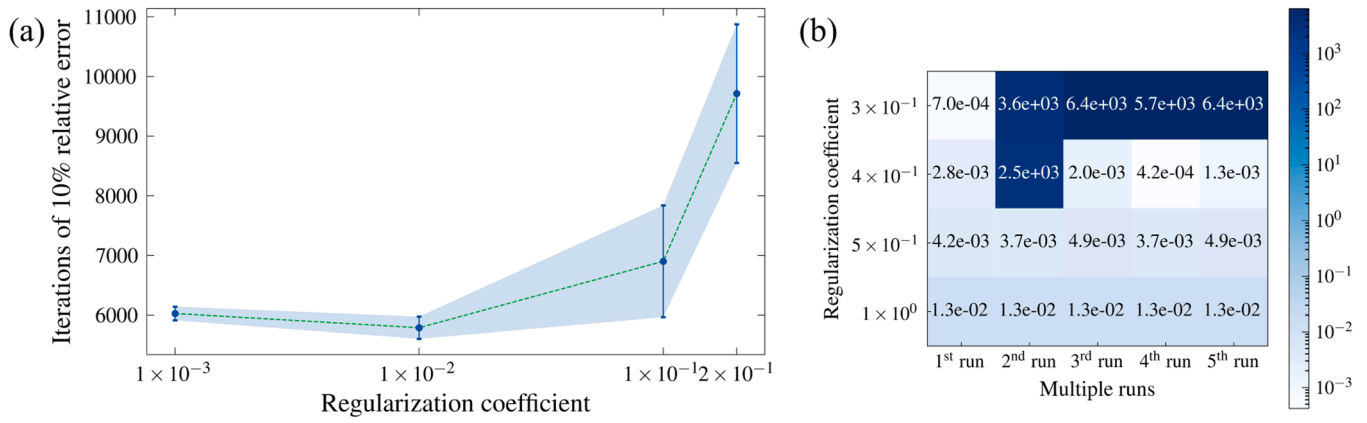 (a)
11000
10000
9000
8000
7000
6000
Iterations of 10% relative error
1 × 10⁻³
1 × 10⁻²
1 × 10⁻¹
2 × 10⁻¹
Regularization coefficient
(b)
Regularization coefficient
3 × 10⁻¹ 7.0e-04 3.6e+03 6.4e+03 5.7e+03 6.4e+03
4 × 10⁻¹ 2.8e-03 2.5e+03 2.0e-03 4.2e-04 1.3e-03
5 × 10⁻¹ 4.2e-03 3.7e-03 4.9e-03 3.7e-03 4.9e-03
1 × 10⁰ 1.3e-02 1.3e-02 1.3e-02 1.3e-02 1.3e-02
1ˢᵗ run 2ⁿᵈ run 3ʳᵈ run 4ᵗʰ run 5ᵗʰ run
Multiple runs
10³
10²
10¹
10⁰
10⁻¹
10⁻²
10⁻³